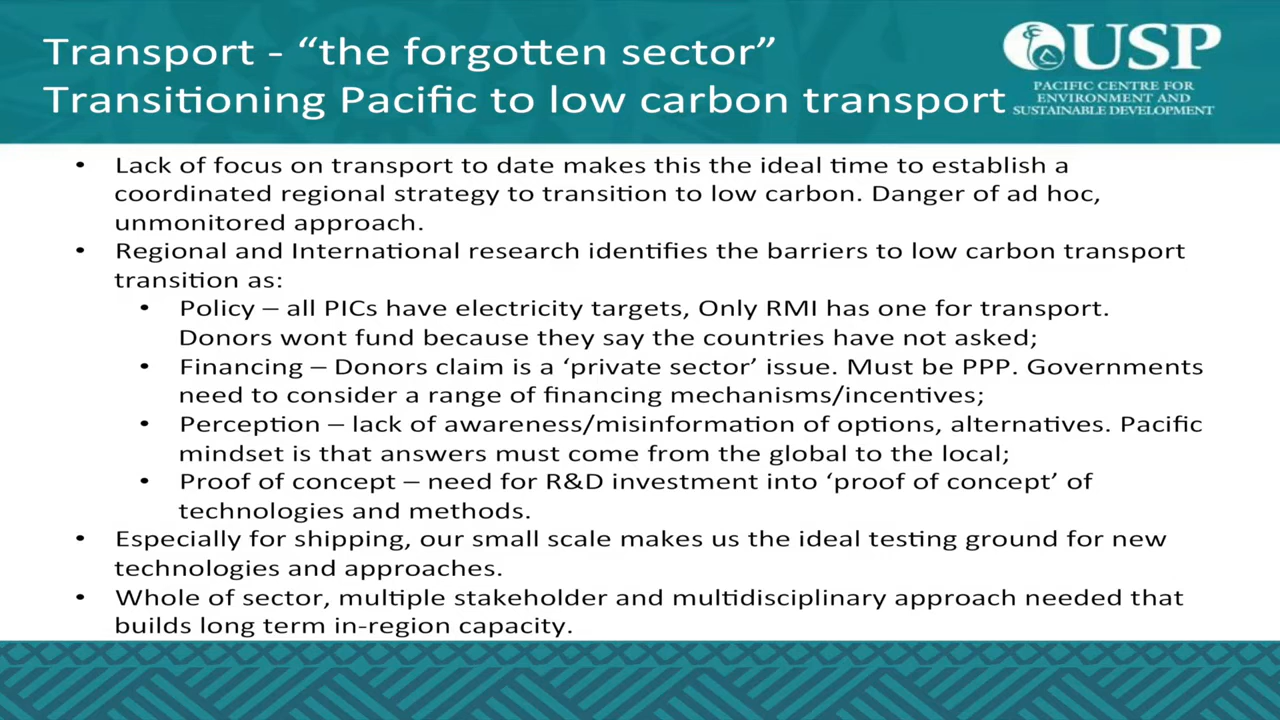 Transport - “the forgotten sector”
Transitioning Pacific to low carbon transport
USP
PACIFIC CENTRE FOR
ENVIRONMENT AND
SUSTAINABLE DEVELOPMENT
• Lack of focus on transport to date makes this the ideal time to establish a
coordinated regional strategy to transition to low carbon. Danger of ad hoc,
unmonitored approach.
• Regional and International research identifies the barriers to low carbon transport
transition as:
• Policy – all PICs have electricity targets, Only RMI has one for transport.
Donors wont fund because they say the countries have not asked;
• Financing – Donors claim is a ‘private sector’ issue. Must be PPP. Governments
need to consider a range of financing mechanisms/incentives;
• Perception – lack of awareness/misinformation of options, alternatives. Pacific
mindset is that answers must come from the global to the local;
• Proof of concept – need for R&D investment into ‘proof of concept’ of
technologies and methods.
• Especially for shipping, our small scale makes us the ideal testing ground for new
technologies and approaches.
• Whole of sector, multiple stakeholder and multidisciplinary approach needed that
builds long term in-region capacity.